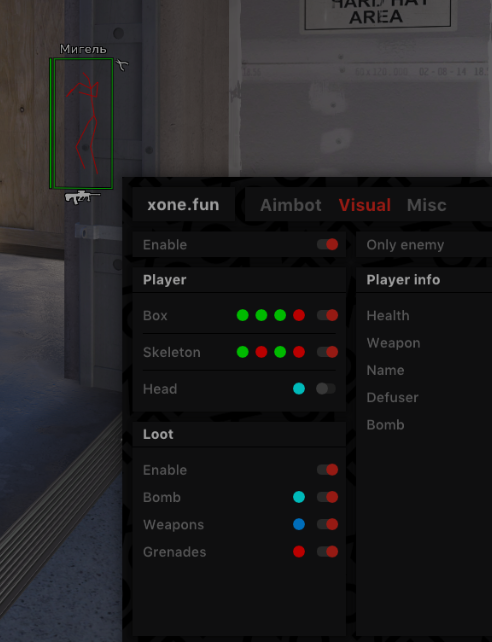 HARD HAT
AREA
Мигель
xone.fun
Aimbot Visual Misc
Enable
Only enemy
Player
Box
Skeleton
Head
Player info
Health
Weapon
Name
Defuser
Bomb
Loot
Enable
Bomb
Weapons
Grenades